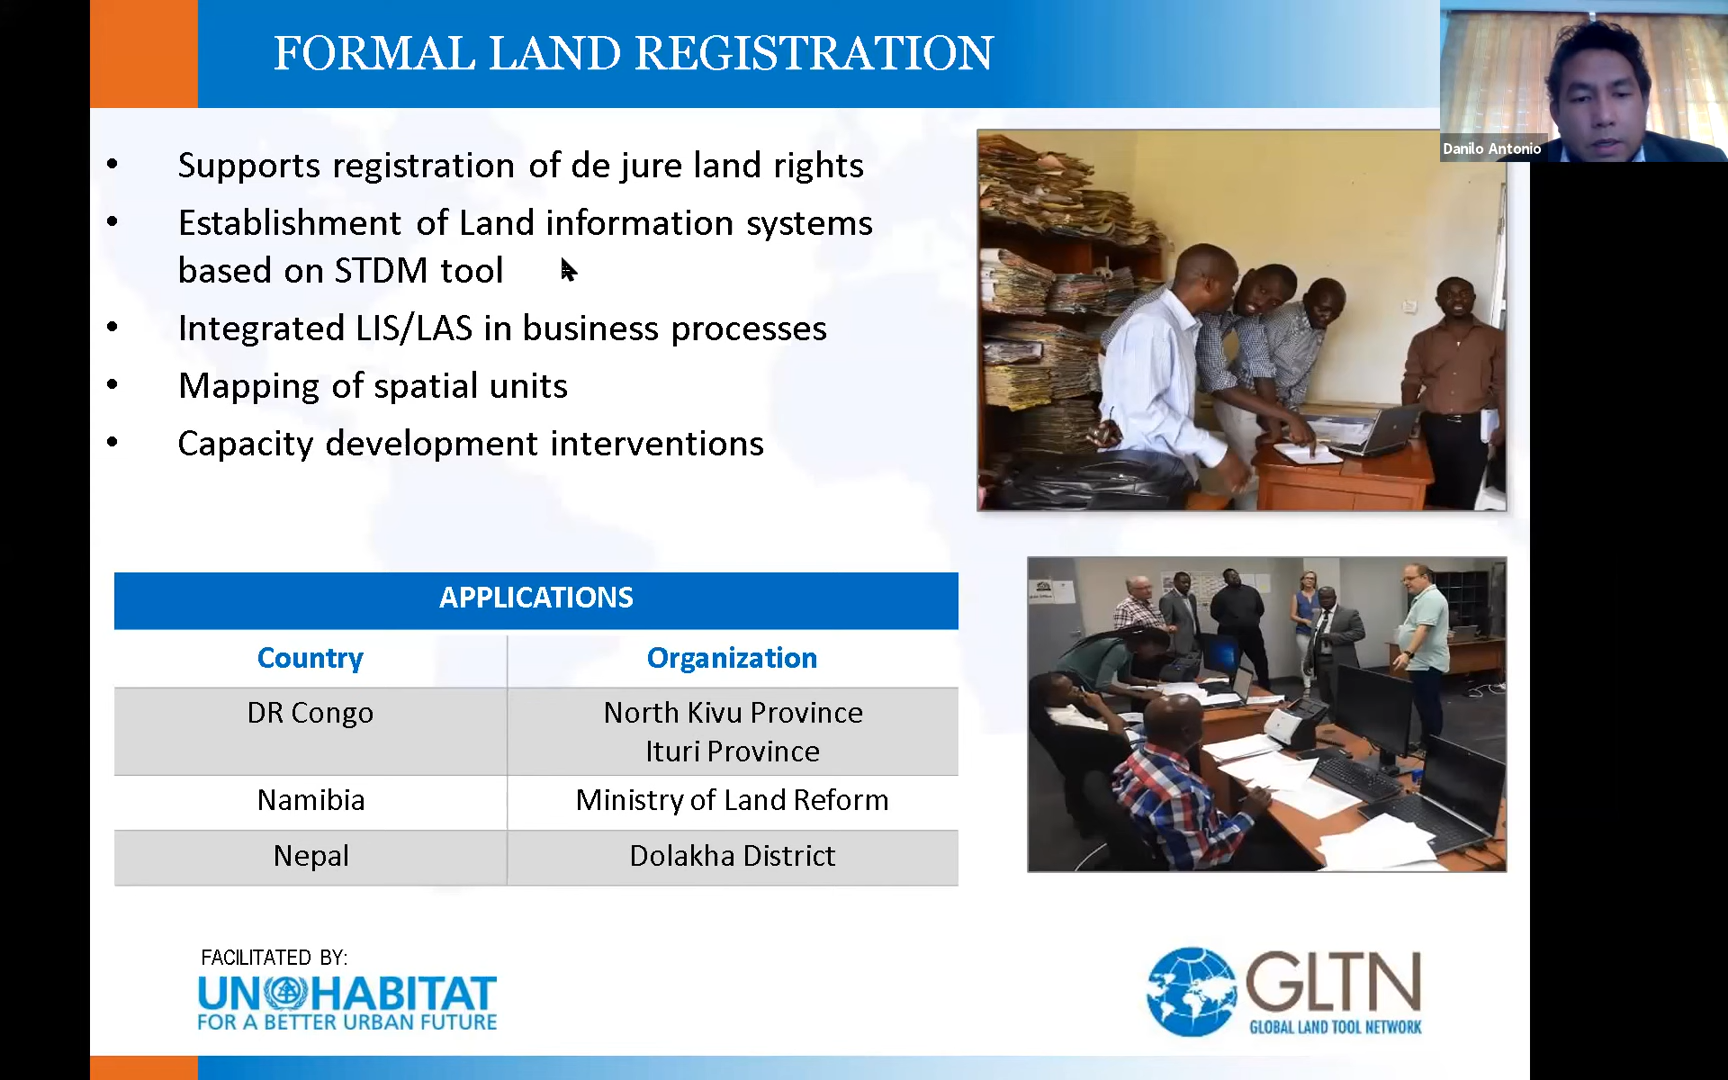 FORMAL LAND REGISTRATION
Danilo Antonio
• Supports registration of de jure land rights
• Establishment of Land information systems
based on STDM tool
• Integrated LIS/LAS in business processes
• Mapping of spatial units
• Capacity development interventions
APPLICATIONS
Country Organization
DR Congo North Kivu Province
Ituri Province
Namibia Ministry of Land Reform
Nepal Dolakha District
FACILITATED BY:
UN HABITAT
FOR A BETTER URBAN FUTURE
GLTN
GLOBAL LAND TOOL NETWORK